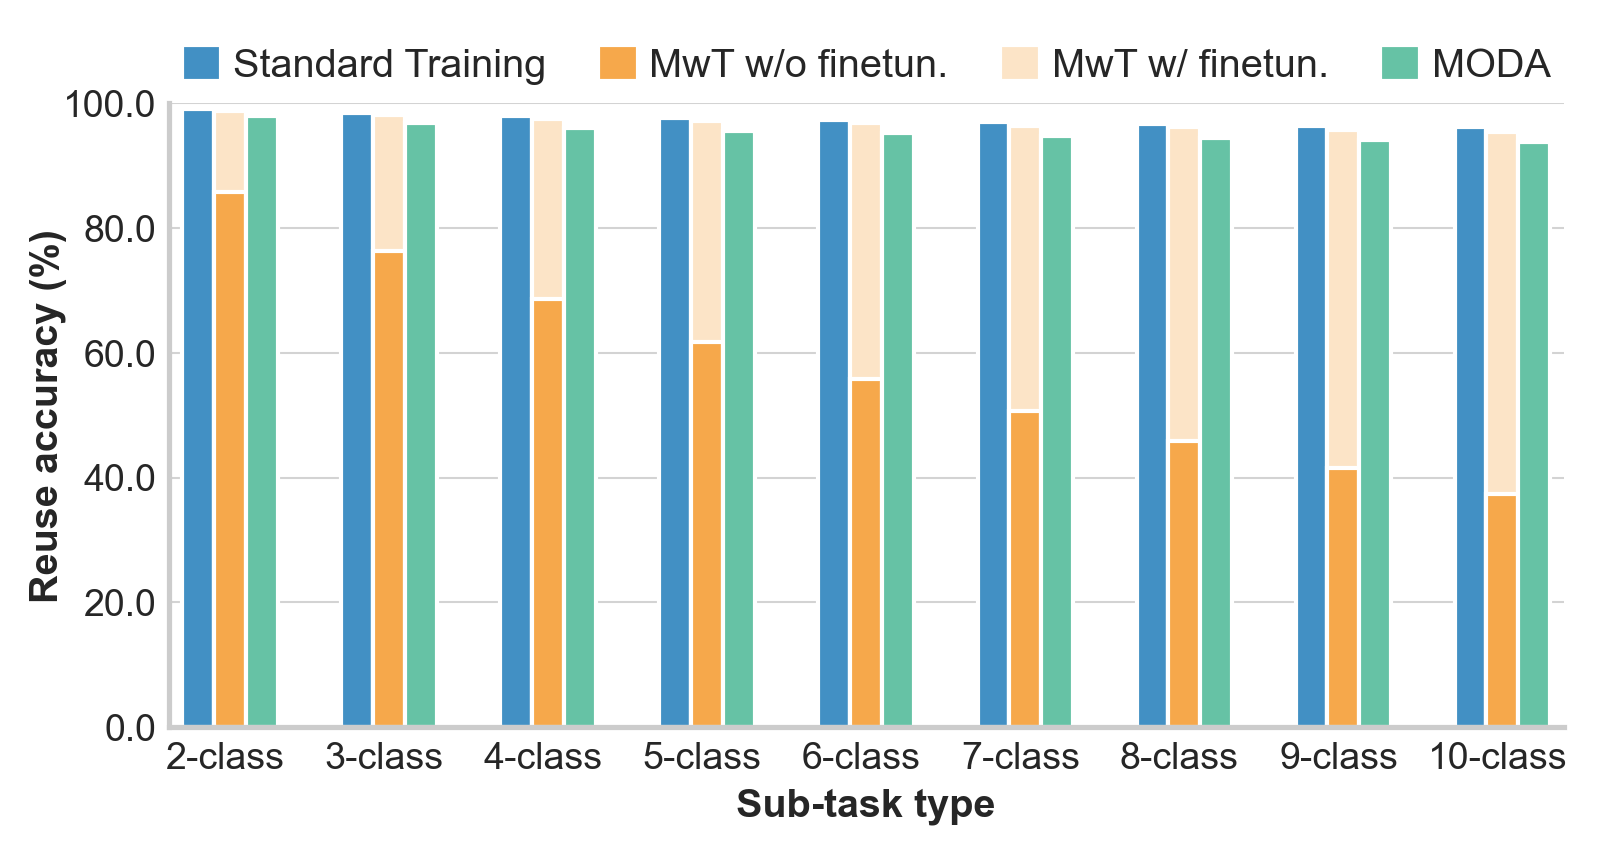 Standard Training MwT w/o finetun. MwT w/ finetun. MODA
100.0
80.0
60.0
40.0
20.0
0.0
Reuse accuracy (%)
2-class 3-class 4-class 5-class 6-class 7-class 8-class 9-class 10-class
Sub-task type